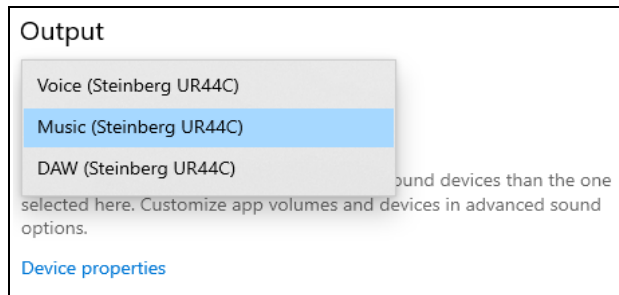 Output
Voice (Steinberg UR44C)
Music (Steinberg UR44C)
DAW (Steinberg UR44C)
ound devices than the one
selected here. Customize app volumes and devices in advanced sound
options.
Device properties